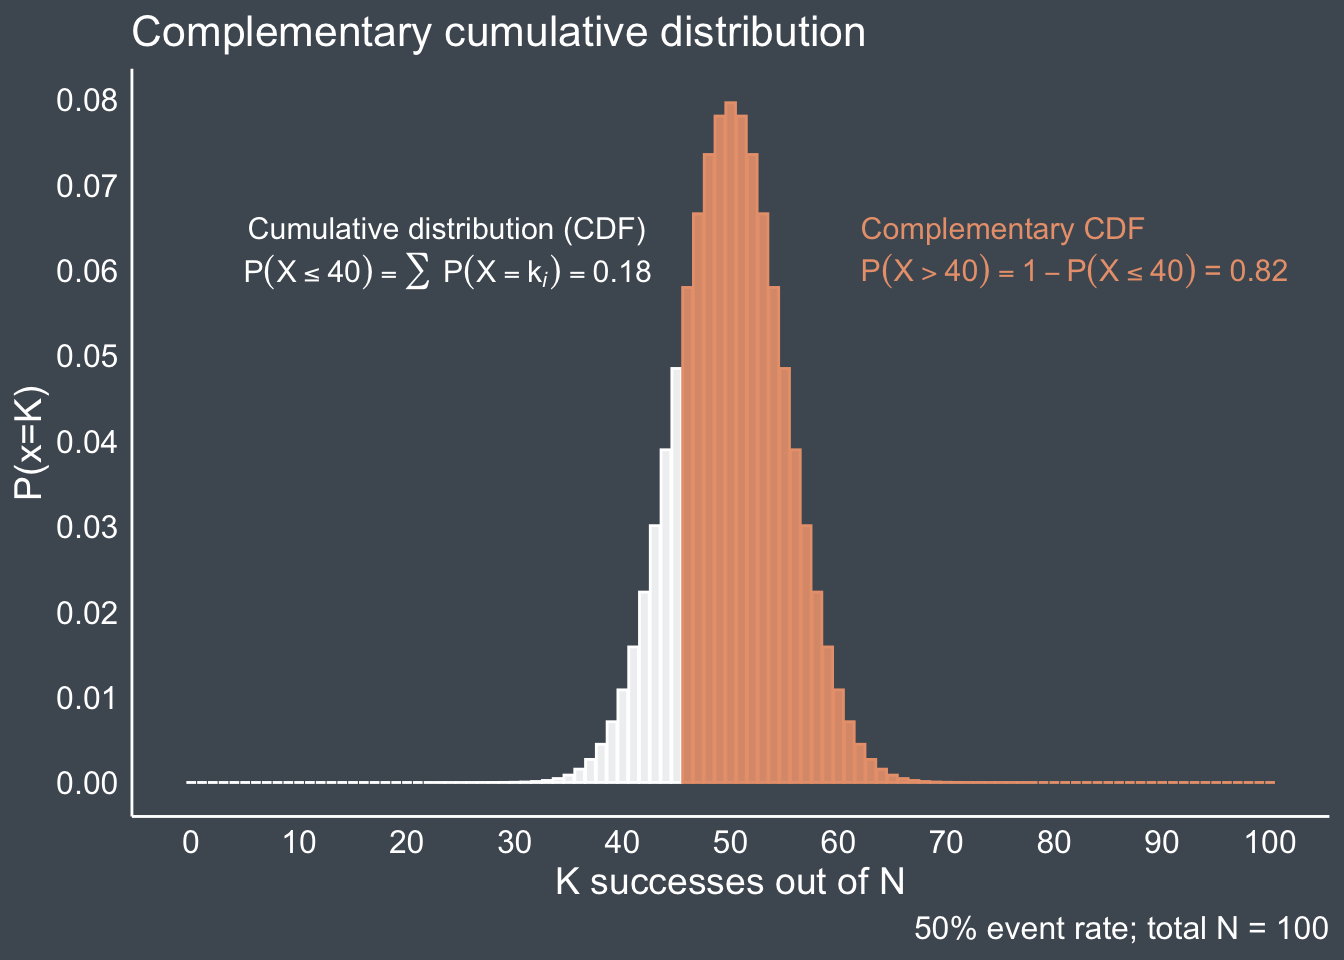 Complementary cumulative distribution
0.08
0.07
0.06
0.05
0.04
0.03
0.02
0.01
0.00
P(x=K)
Cumulative distribution (CDF)
P(X ≤ 40) = ∑ P(X = kᵢ) = 0.18
Complementary CDF
P(X > 40) = 1 − P(X ≤ 40) = 0.82
0 10 20 30 40 50 60 70 80 90 100
K successes out of N
50% event rate; total N = 100